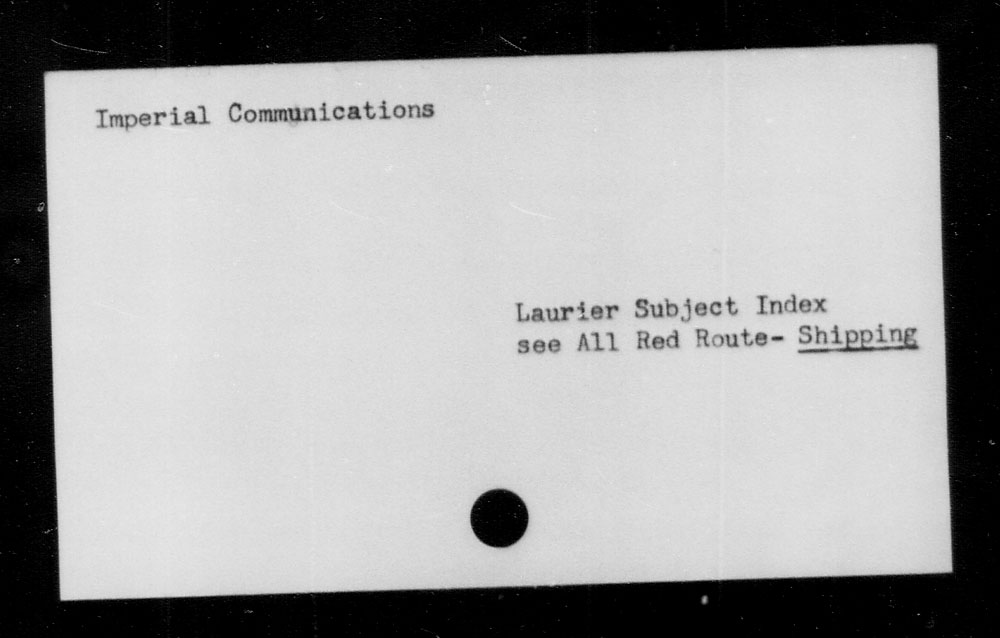 Imperial Communications
Laurier Subject Index
see All Red Route- Shipping